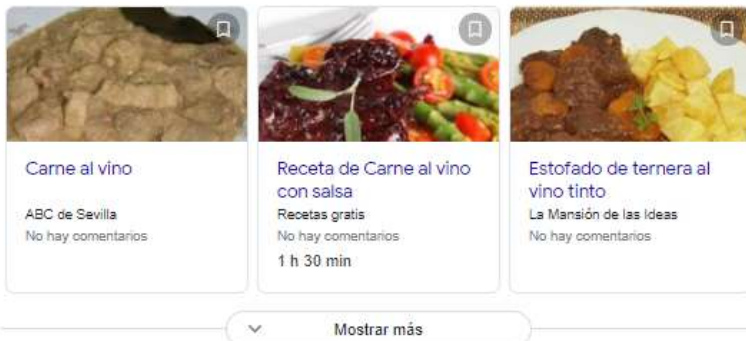 Carne al vino
ABC de Sevilla
No hay comentarios
Receta de Carne al vino
con salsa
Recetas gratis
No hay comentarios
1 h 30 min
Estofado de ternera al
vino tinto
La Mansión de las Ideas
No hay comentarios
Mostrar más